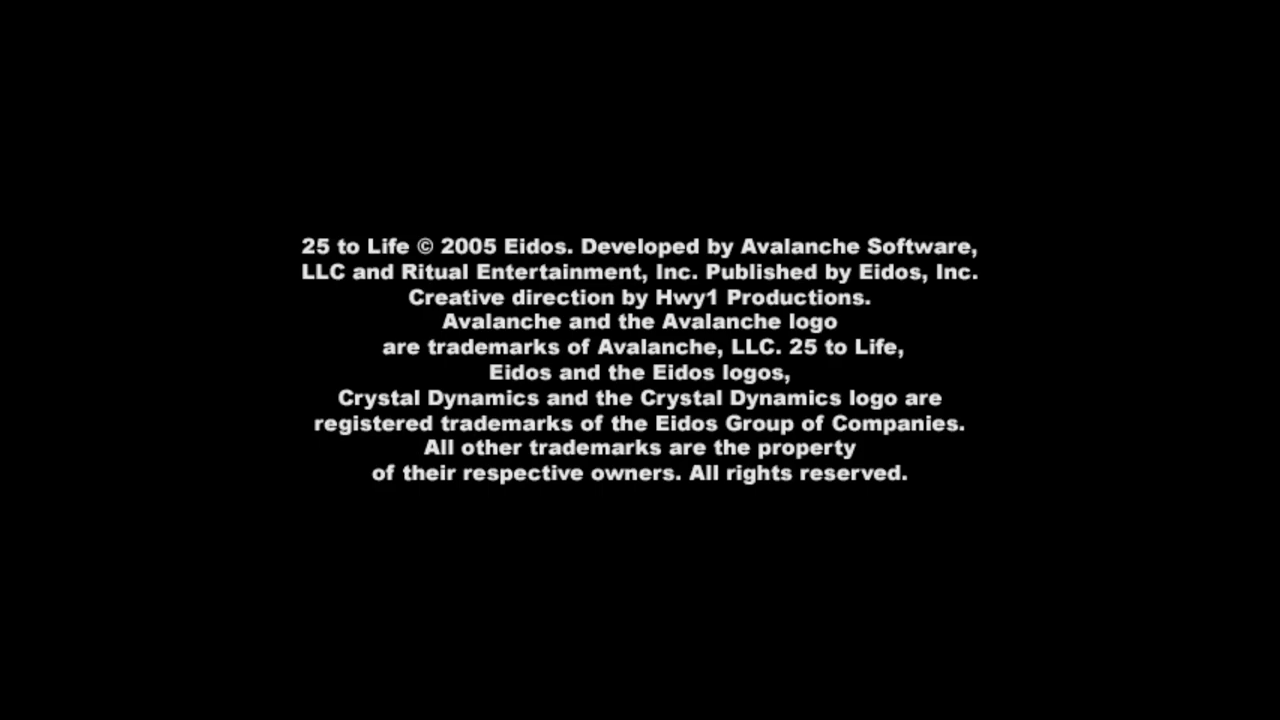 25 to Life © 2005 Eidos. Developed by Avalanche Software,
LLC and Ritual Entertainment, Inc. Published by Eidos, Inc.
Creative direction by Hwy1 Productions.
Avalanche and the Avalanche logo
are trademarks of Avalanche, LLC. 25 to Life,
Eidos and the Eidos logos,
Crystal Dynamics and the Crystal Dynamics logo are
registered trademarks of the Eidos Group of Companies.
All other trademarks are the property
of their respective owners. All rights reserved.